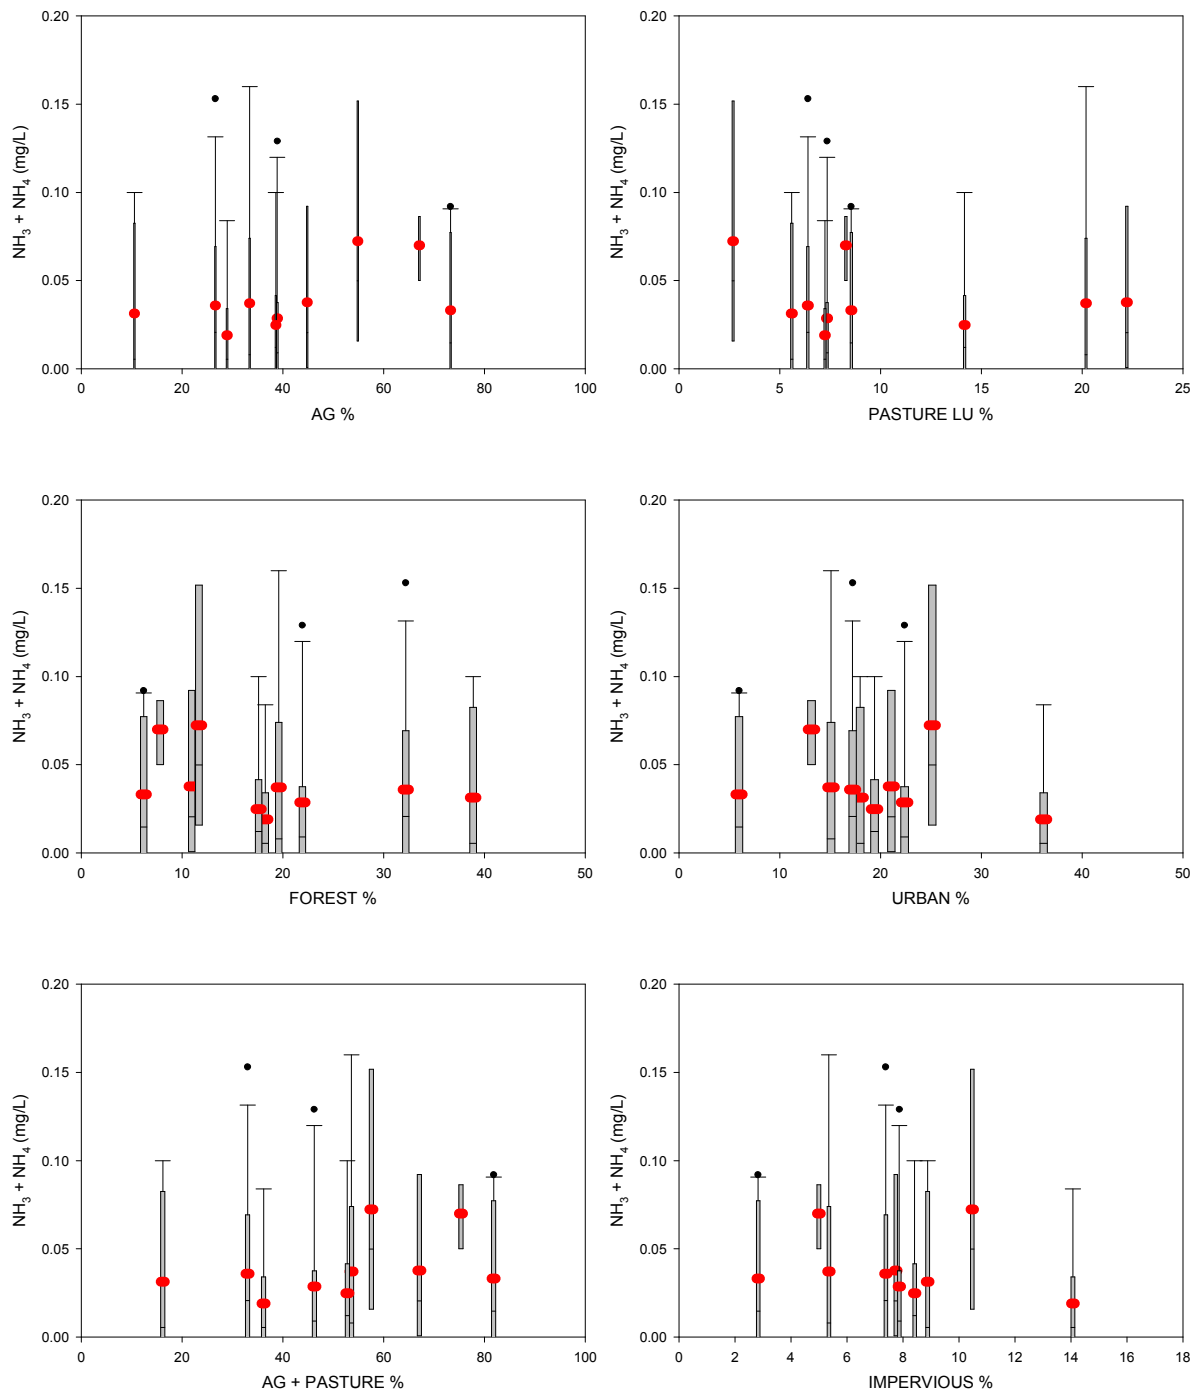 0.20 0.20
0.15 0.15
0.10 0.10
0.05 0.05
0.00 0.00
NH3 + NH4 (mg/L) NH3 + NH4 (mg/L)
0 20 40 60 80 100 0 5 10 15 20 25
AG % PASTURE LU %
0.20 0.20
0.15 0.15
0.10 0.10
0.05 0.05
0.00 0.00
NH3 + NH4 (mg/L) NH3 + NH4 (mg/L)
0 10 20 30 40 50 0 10 20 30 40 50
FOREST % URBAN %
0.20 0.20
0.15 0.15
0.10 0.10
0.05 0.05
0.00 0.00
NH3 + NH4 (mg/L) NH3 + NH4 (mg/L)
0 20 40 60 80 100 0 2 4 6 8 10 12 14 16 18
AG + PASTURE % IMPERVIOUS %